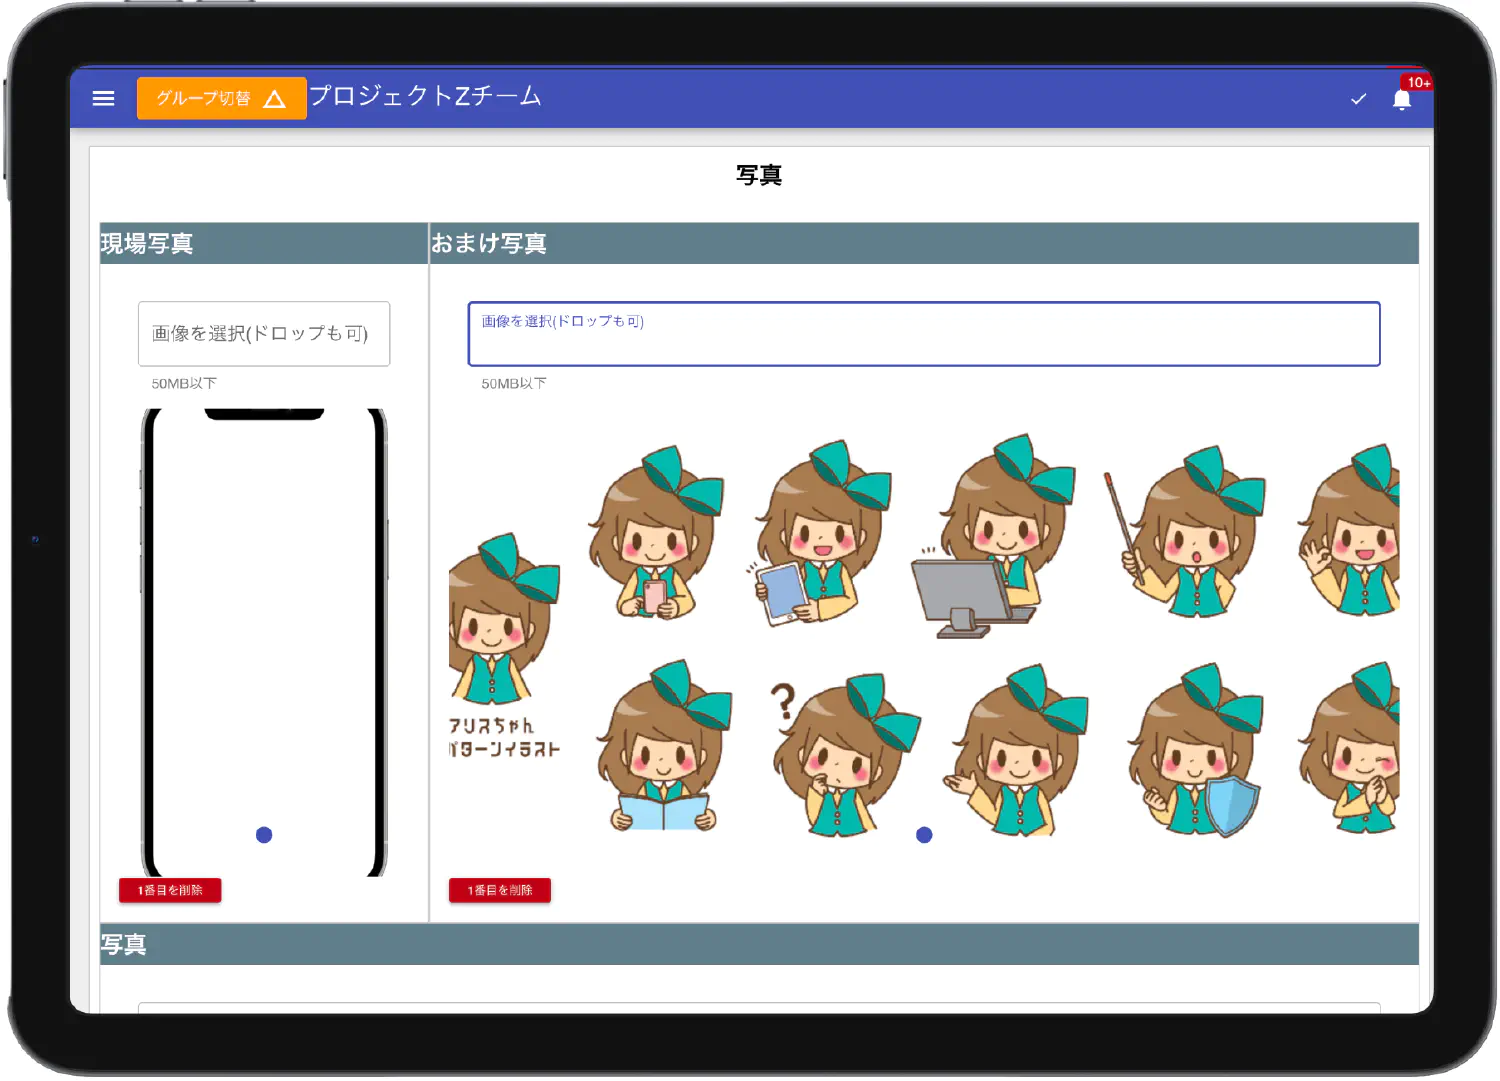 グループ切替
プロジェクトZチーム
10+
写真
現場写真
おまけ写真
画像を選択(ドロップも可)
画像を選択(ドロップも可)
50MB以下
50MB以下
?
アリスちゃん
パターンイラスト
1番目を削除
1番目を削除
写真